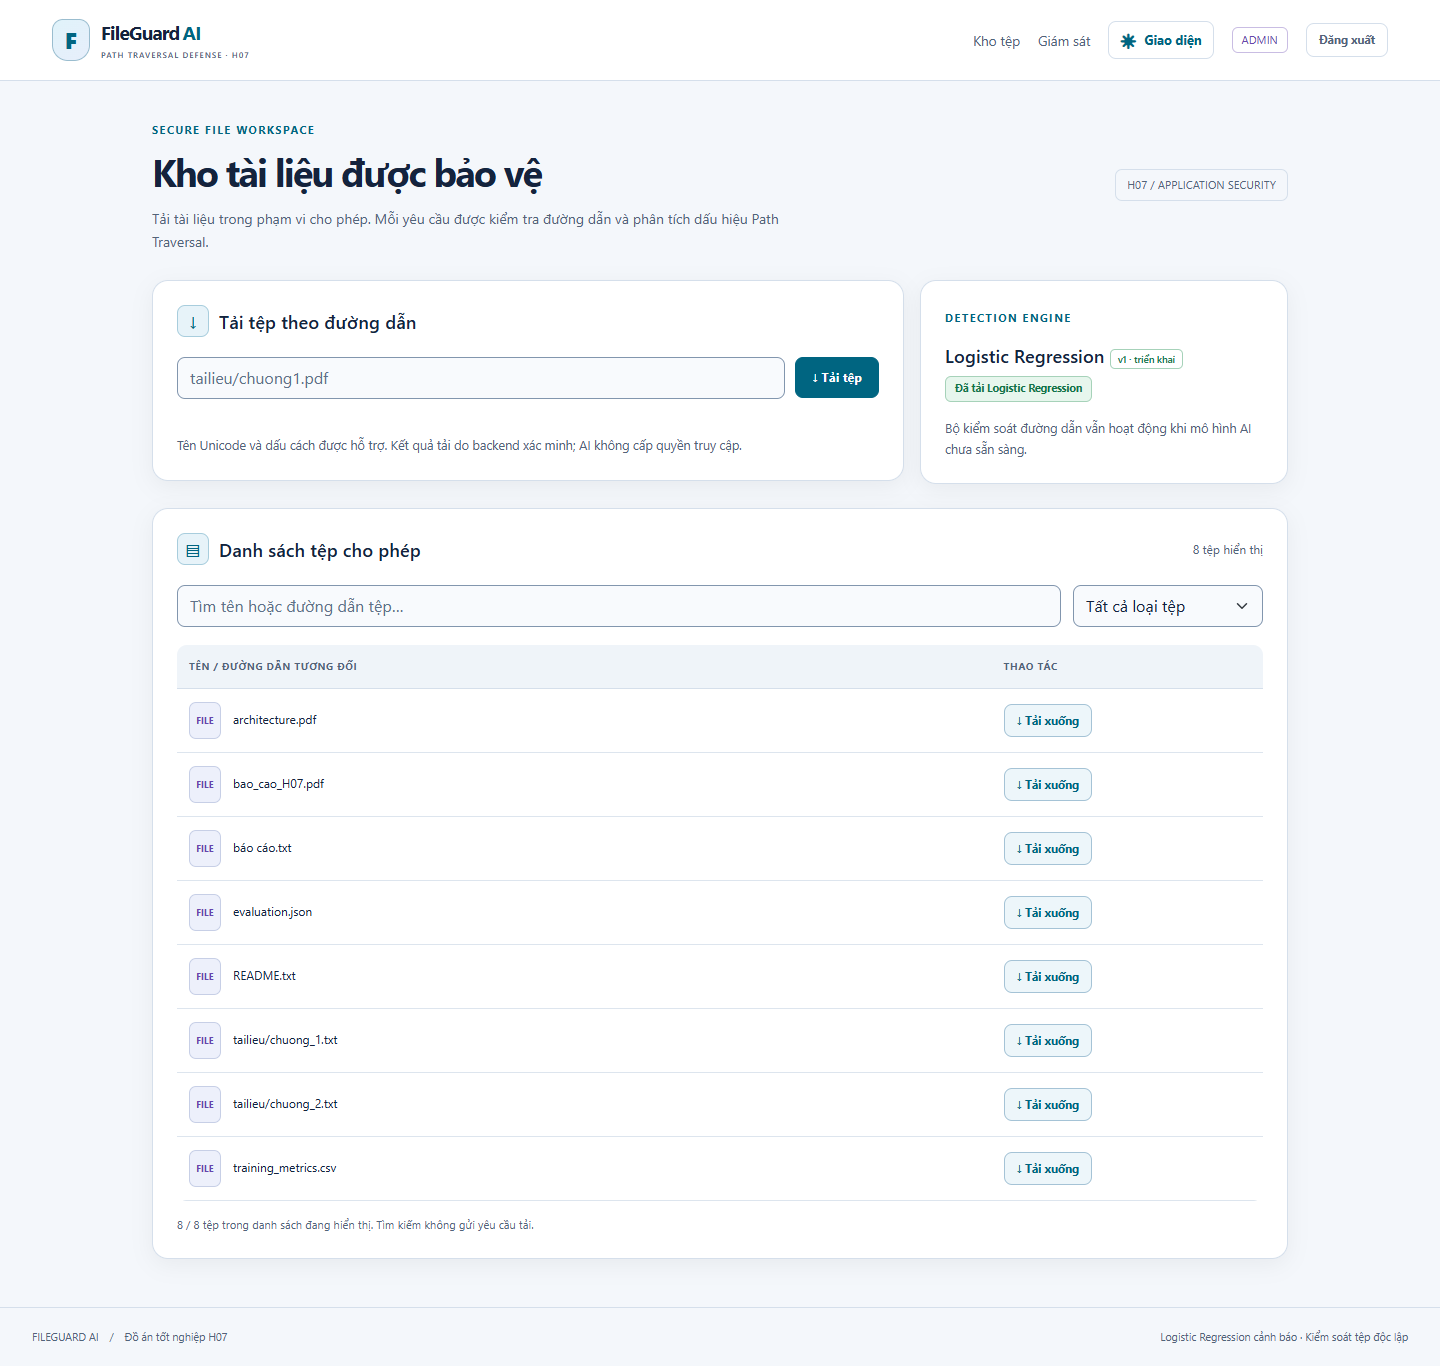 F
FileGuard AI
PATH TRAVERSAL DEFENSE · H07
Kho tệp
Giám sát
Giao diện
ADMIN
Đăng xuất
SECURE FILE WORKSPACE
Kho tài liệu được bảo vệ
Tải tài liệu trong phạm vi cho phép. Mỗi yêu cầu được kiểm tra đường dẫn và phân tích dấu hiệu Path
Traversal.
H07 / APPLICATION SECURITY
↓ Tải tệp theo đường dẫn
tailieu/chuong1.pdf
↓ Tải tệp
Tên Unicode và dấu cách được hỗ trợ. Kết quả tải do backend xác minh; AI không cấp quyền truy cập.
DETECTION ENGINE
Logistic Regression v1 · triển khai
Đã tải Logistic Regression
Bộ kiểm soát đường dẫn vẫn hoạt động khi mô hình AI
chưa sẵn sàng.
Danh sách tệp cho phép
8 tệp hiển thị
Tìm tên hoặc đường dẫn tệp...
Tất cả loại tệp
TÊN / ĐƯỜNG DẪN TƯƠNG ĐỐI
THAO TÁC
FILE architecture.pdf ↓ Tải xuống
FILE bao_cao_H07.pdf ↓ Tải xuống
FILE báo cáo.txt ↓ Tải xuống
FILE evaluation.json ↓ Tải xuống
FILE README.txt ↓ Tải xuống
FILE tailieu/chuong_1.txt ↓ Tải xuống
FILE tailieu/chuong_2.txt ↓ Tải xuống
FILE training_metrics.csv ↓ Tải xuống
8 / 8 tệp trong danh sách đang hiển thị. Tìm kiếm không gửi yêu cầu tải.
FILEGUARD AI / Đồ án tốt nghiệp H07
Logistic Regression cảnh báo · Kiểm soát tệp độc lập